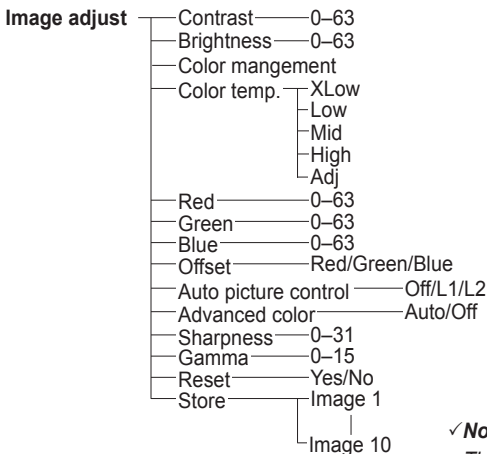 Image adjust Contrast 0–63
Brightness 0–63
Color mangement
Color temp. XLow
Low
Mid
High
Adj
Red 0–63
Green 0–63
Blue 0–63
Offset Red/Green/Blue
Auto picture control Off/L1/L2
Advanced color Auto/Off
Sharpness 0–31
Gamma 0–15
Reset Yes/No
Store Image 1
Image 10
✓No